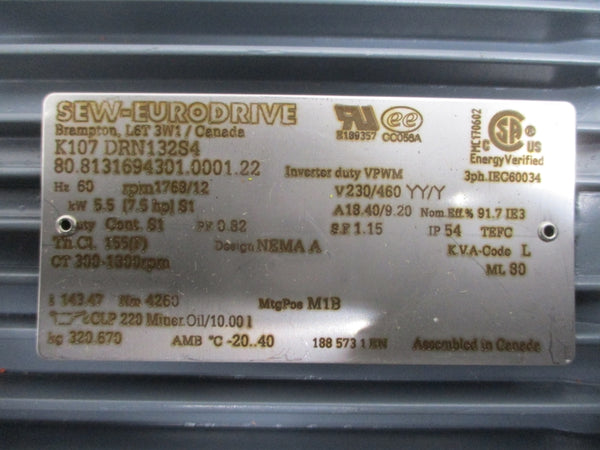 SEW-EURODRIVE
Brampton, L6T 3W1 / Canada
E189357 CC056A
MC:CTR0602
K107 DRN132S4
80.8131694301.0001.22
Inverter duty VPWM
EnergyVerified
3ph.IEC60034
Hz 60 rpm 1768/12
V 230/460 YY/Y
kW 5.5 (7.5 hp) S1
A 18.40/9.20 Nom.Eff% 91.7 IE3
Duty Cont. S1 PF 0.82
S.F 1.15 IP 54 TEFC
Th.Cl. 155(F) Design NEMA A
K.V.A-Code L
CT 300-1800rpm
ML 80
i 143.47 Nm 4260 MtgPos M1B
CLP 220 Miner.Oil/10.00 l
kg 320.670 AMB °C -20..40 188 573 1 EN Assembled in Canada